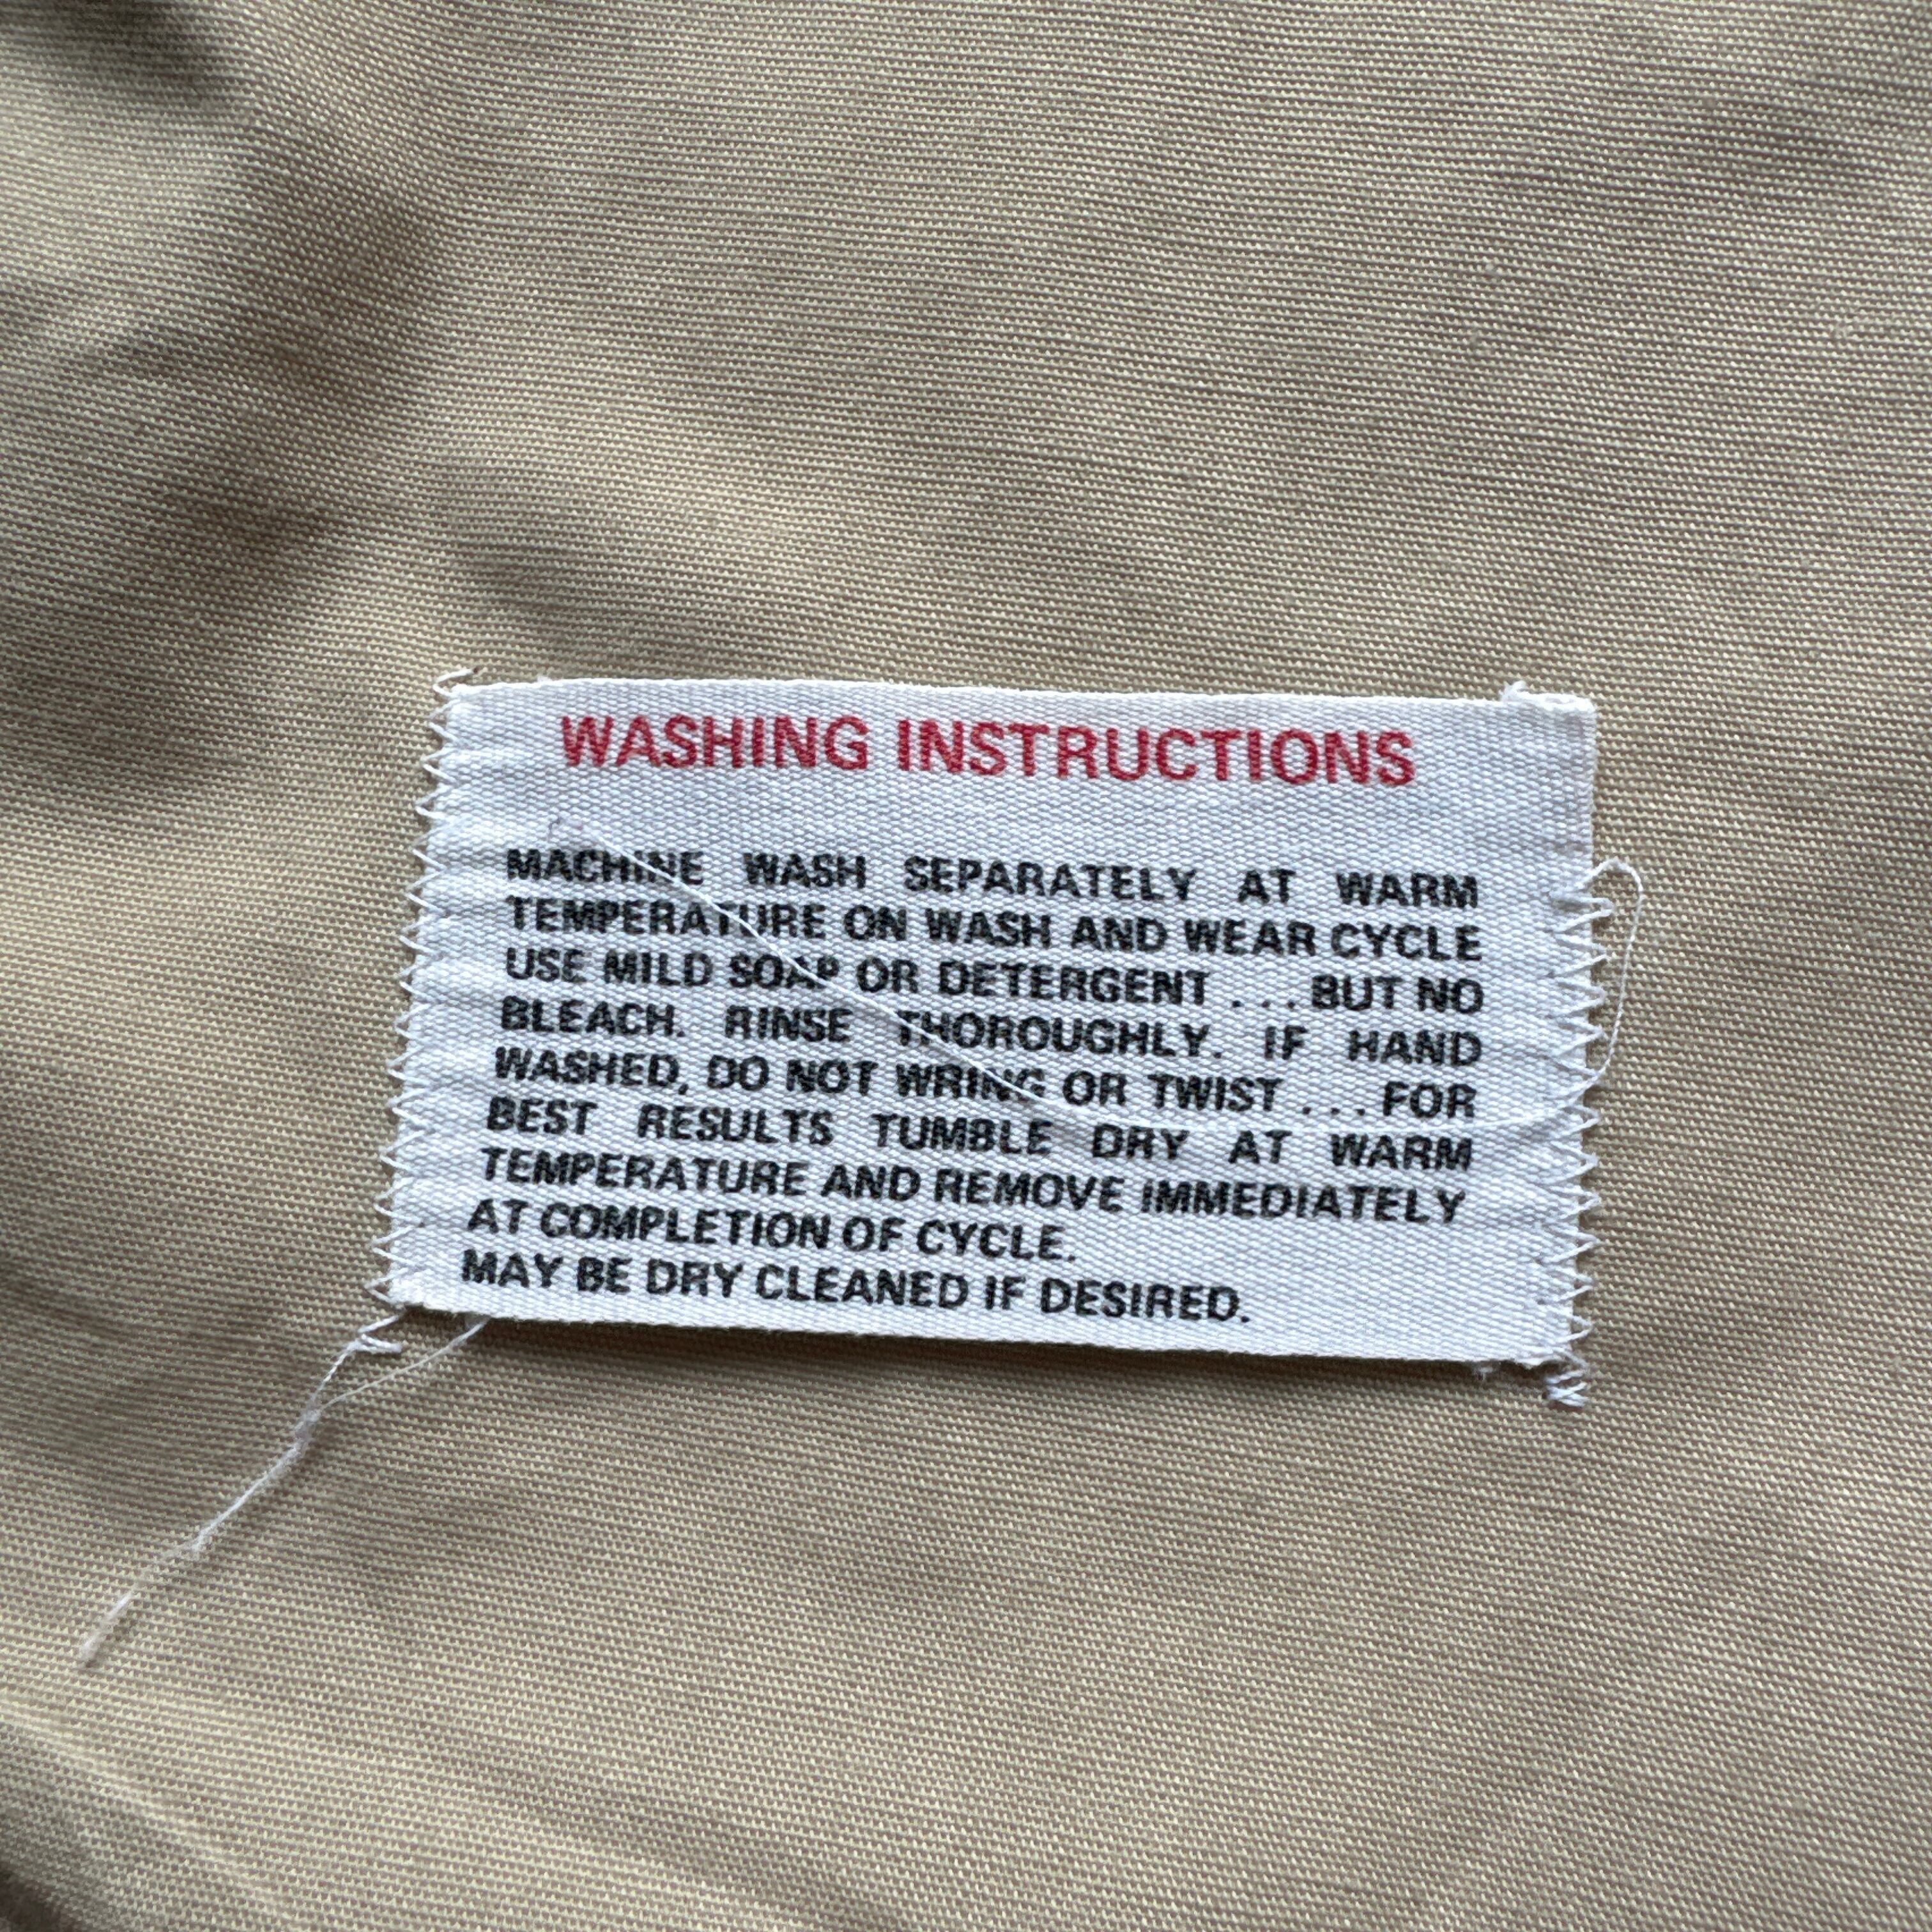 WASHING INSTRUCTIONS
MACHINE WASH SEPARATELY AT WARM
TEMPERATURE ON WASH AND WEAR CYCLE
USE MILD SOAP OR DETERGENT . . . BUT NO
BLEACH. RINSE THOROUGHLY. IF HAND
WASHED, DO NOT WRING OR TWIST . . . FOR
BEST RESULTS TUMBLE DRY AT WARM
TEMPERATURE AND REMOVE IMMEDIATELY
AT COMPLETION OF CYCLE.
MAY BE DRY CLEANED IF DESIRED.